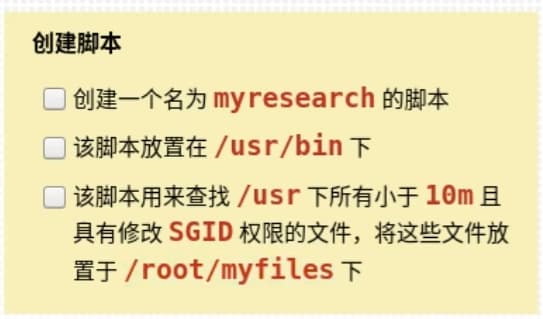 创建脚本
创建一个名为 myresearch 的脚本
该脚本放置在 /usr/bin 下
该脚本用来查找 /usr 下所有小于 10m 且
具有修改 SGID 权限的文件，将这些文件放
置于 /root/myfiles 下